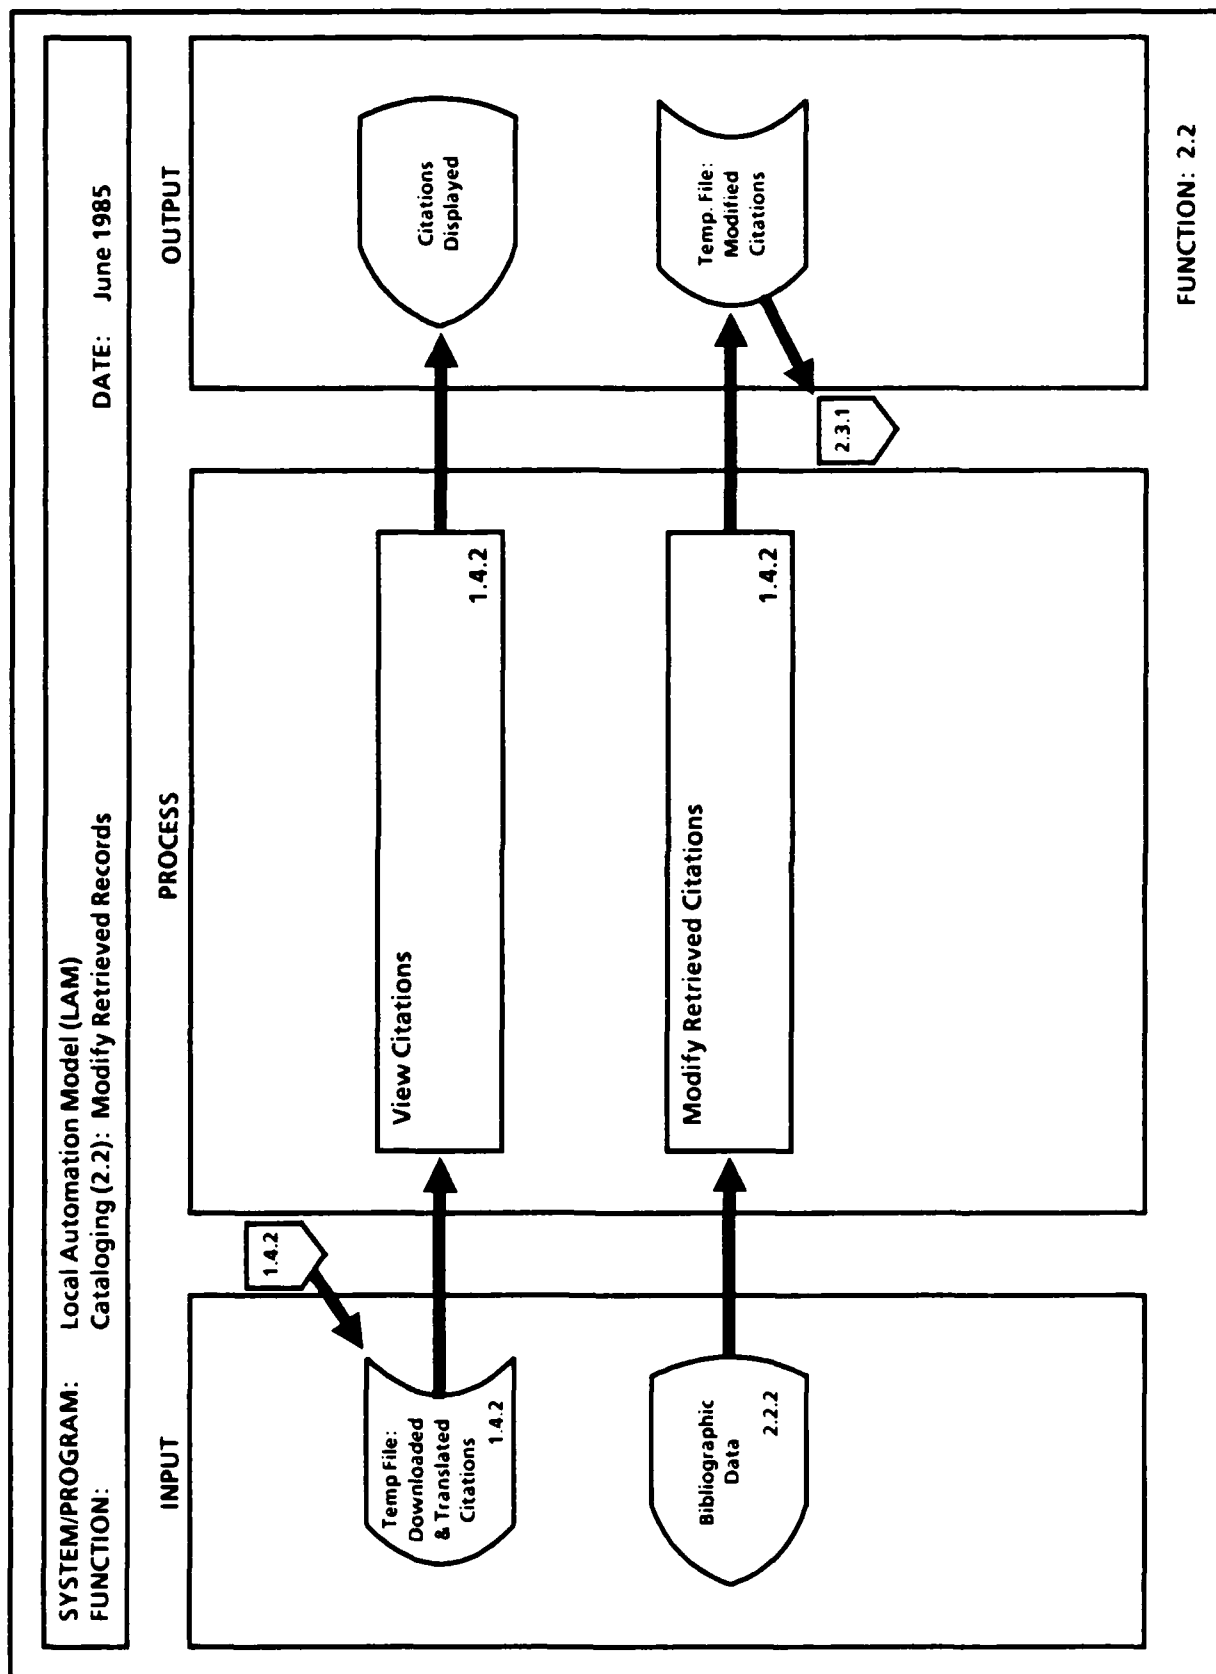 SYSTEM/PROGRAM: Local Automation Model (LAM)
FUNCTION: Cataloging (2.2): Modify Retrieved Records
DATE: June 1985
INPUT
PROCESS
OUTPUT
1.4.2
Temp File:
Downloaded
& Translated
Citations
1.4.2
View Citations
1.4.2
Citations
Displayed
Bibliographic
Data
2.2.2
Modify Retrieved Citations
1.4.2
Temp. File:
Modified
Citations
2.3.1
FUNCTION: 2.2